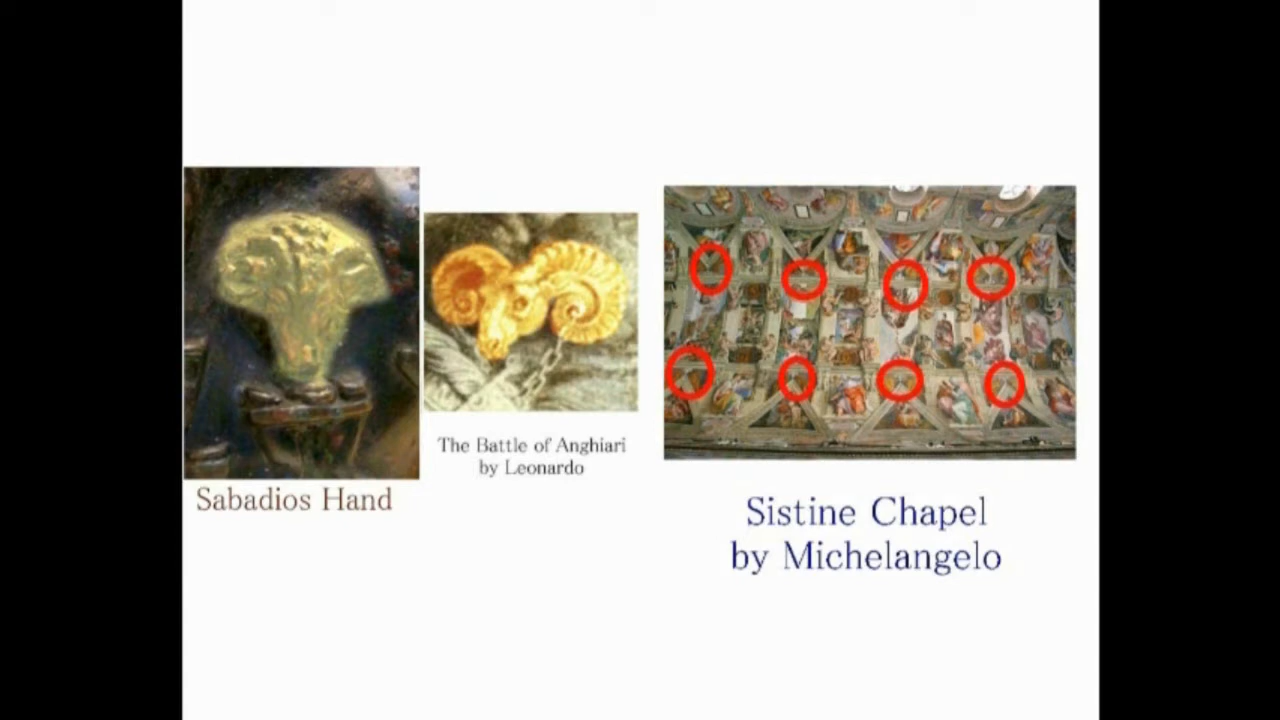 Sabadios Hand
The Battle of Anghiari
by Leonardo
Sistine Chapel
by Michelangelo